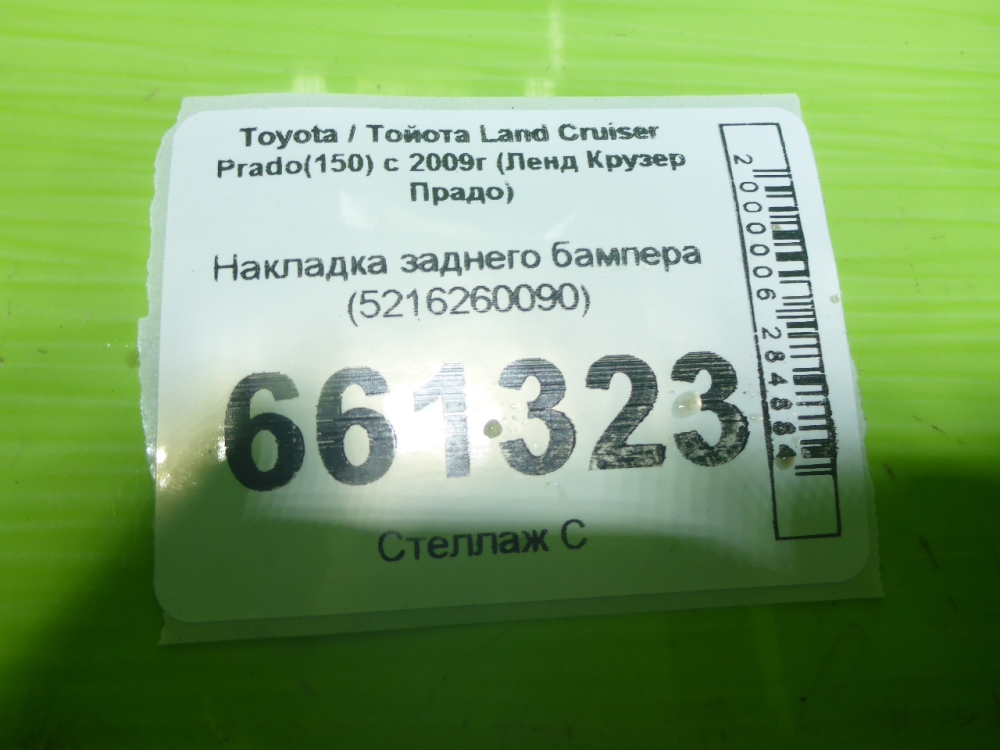 Toyota / Тойота Land Cruiser
Prado(150) с 2009г (Ленд Крузер
Прадо)
Накладка заднего бампера
(5216260090)
661323
Стеллаж С
2000006284884